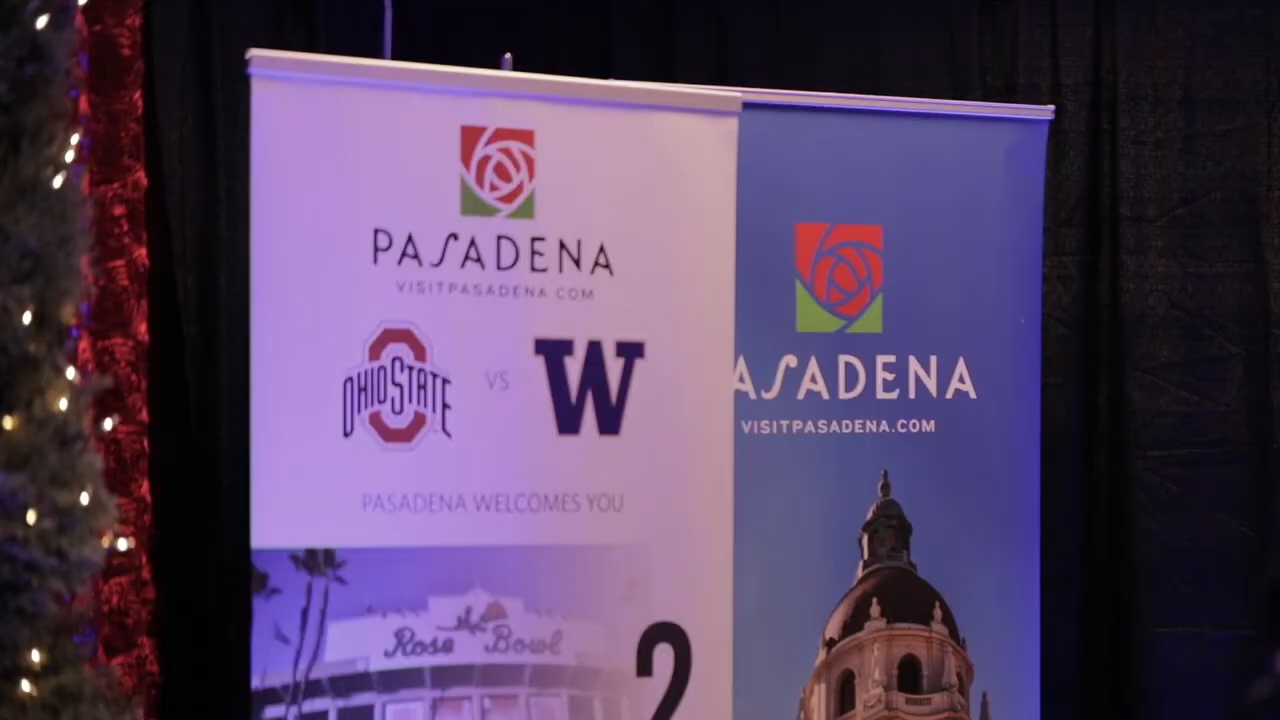 PASADENA
VISITPASADENA.COM
OHIO STATE
VS
W
PASADENA WELCOMES YOU
Rose Bowl
2
ASADENA
VISITPASADENA.COM